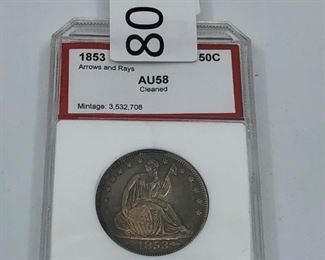 80
1853 50C
Arrows and Rays
AU58
Cleaned
Mintage: 3,532,708
1853